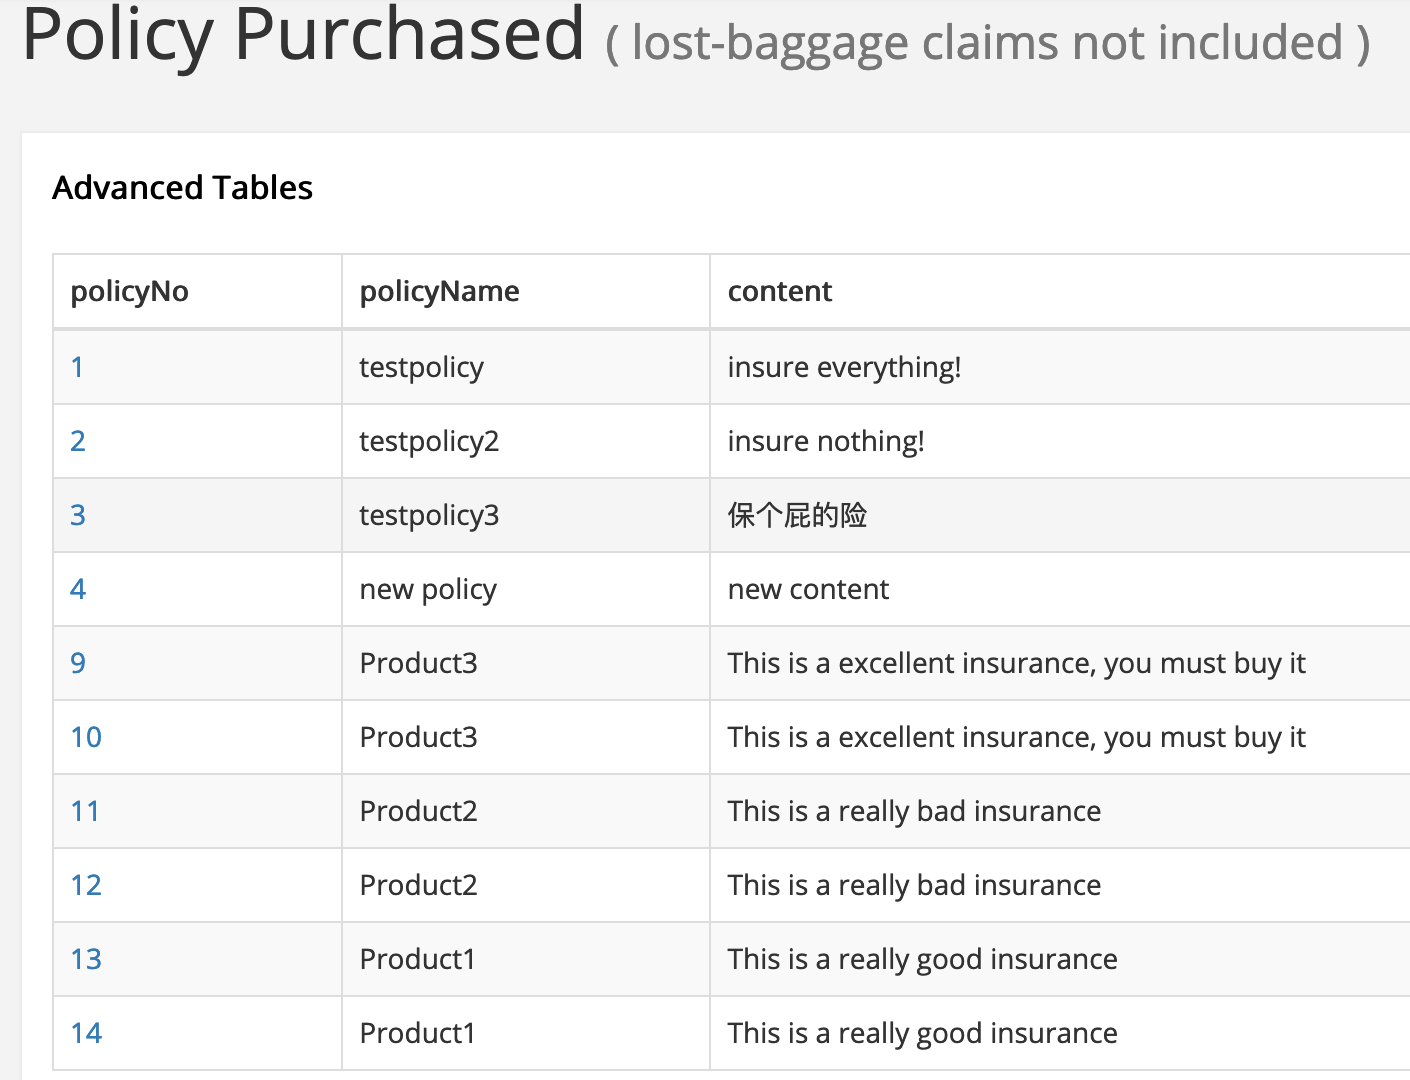 Policy Purchased ( lost-baggage claims not included )
Advanced Tables
policyNo policyName content
1 testpolicy insure everything!
2 testpolicy2 insure nothing!
3 testpolicy3 保个屁的险
4 new policy new content
9 Product3 This is a excellent insurance, you must buy it
10 Product3 This is a excellent insurance, you must buy it
11 Product2 This is a really bad insurance
12 Product2 This is a really bad insurance
13 Product1 This is a really good insurance
14 Product1 This is a really good insurance